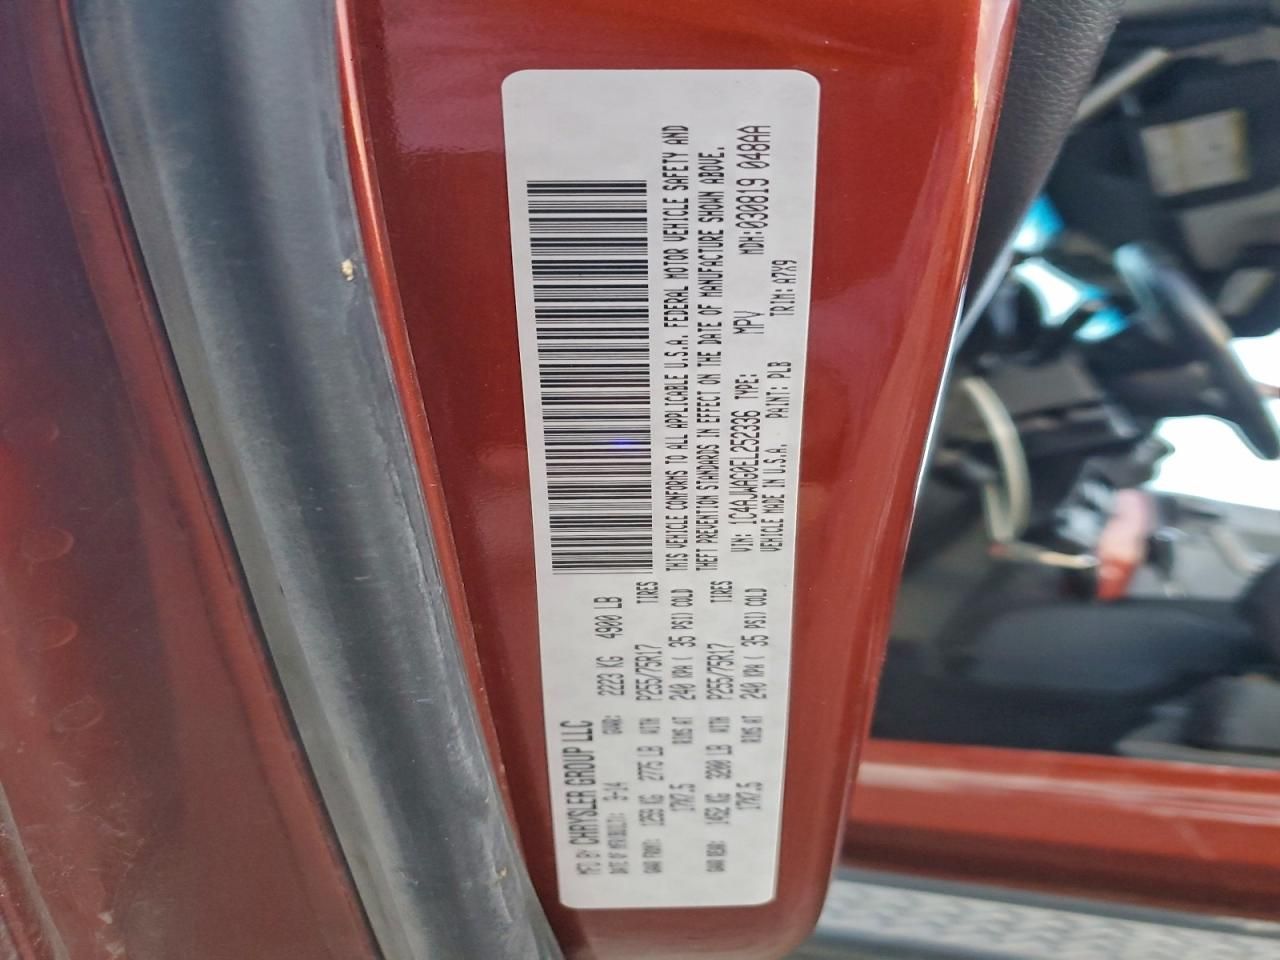 MFD BY CHRYSLER GROUP LLC
DATE OF MFR(BUILT): 3-14 GVWR: 2223 KG 4900 LB
GAWR FRONT: 1259 KG 2775 LB WITH P255/75R17 TIRES
17X7.5 RIMS AT 240 KPA( 35 PSI) COLD
GAWR REAR: 1452 KG 3200 LB WITH P255/75R17 TIRES
17X7.5 RIMS AT 240 KPA( 35 PSI) COLD
THIS VEHICLE CONFORMS TO ALL APPLICABLE U.S.A. FEDERAL MOTOR VEHICLE SAFETY AND
THEFT PREVENTION STANDARDS IN EFFECT ON THE DATE OF MANUFACTURE SHOWN ABOVE.
VIN: 1C4AJWAG0EL252336 TYPE: MPV MDH:030819 048AA
VEHICLE MADE IN U.S.A. PAINT: PLB TRIM: A7X9